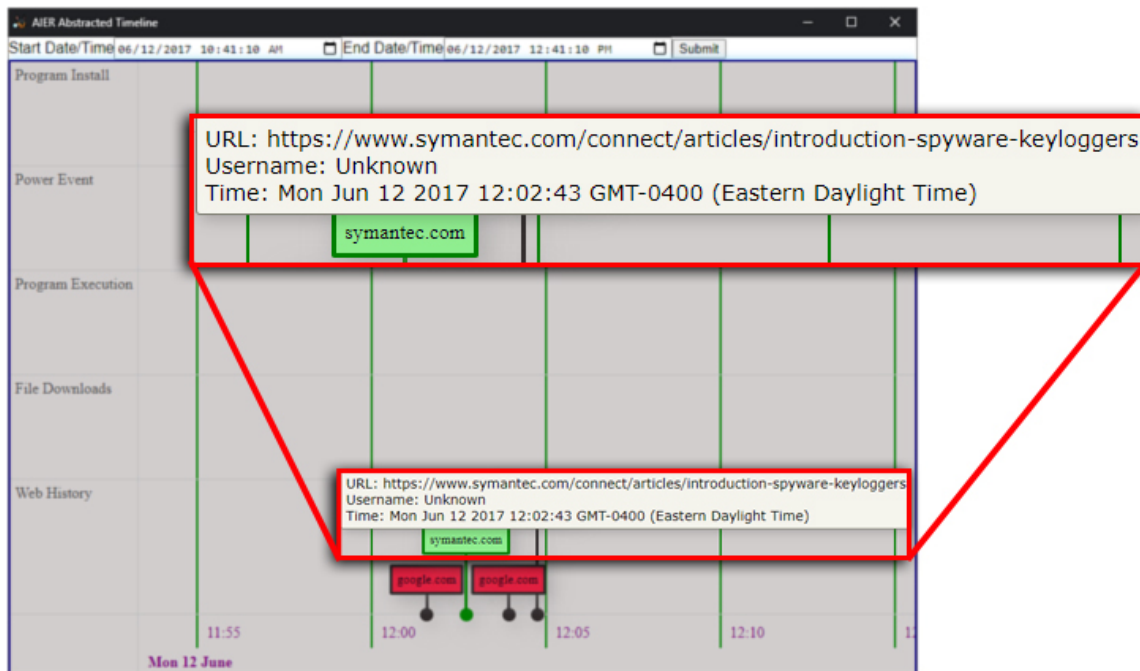 AIER Abstracted Timeline
Start Date/Time 06/12/2017 10:41:10 AM End Date/Time 06/12/2017 12:41:10 PM Submit
Program Install
URL: https://www.symantec.com/connect/articles/introduction-spyware-keyloggers
Username: Unknown
Time: Mon Jun 12 2017 12:02:43 GMT-0400 (Eastern Daylight Time)
Power Event
symantec.com
Program Execution
File Downloads
Web History
URL: https://www.symantec.com/connect/articles/introduction-spyware-keyloggers
Username: Unknown
Time: Mon Jun 12 2017 12:02:43 GMT-0400 (Eastern Daylight Time)
symantec.com
google.com google.com
11:55 12:00 12:05 12:10
Mon 12 June